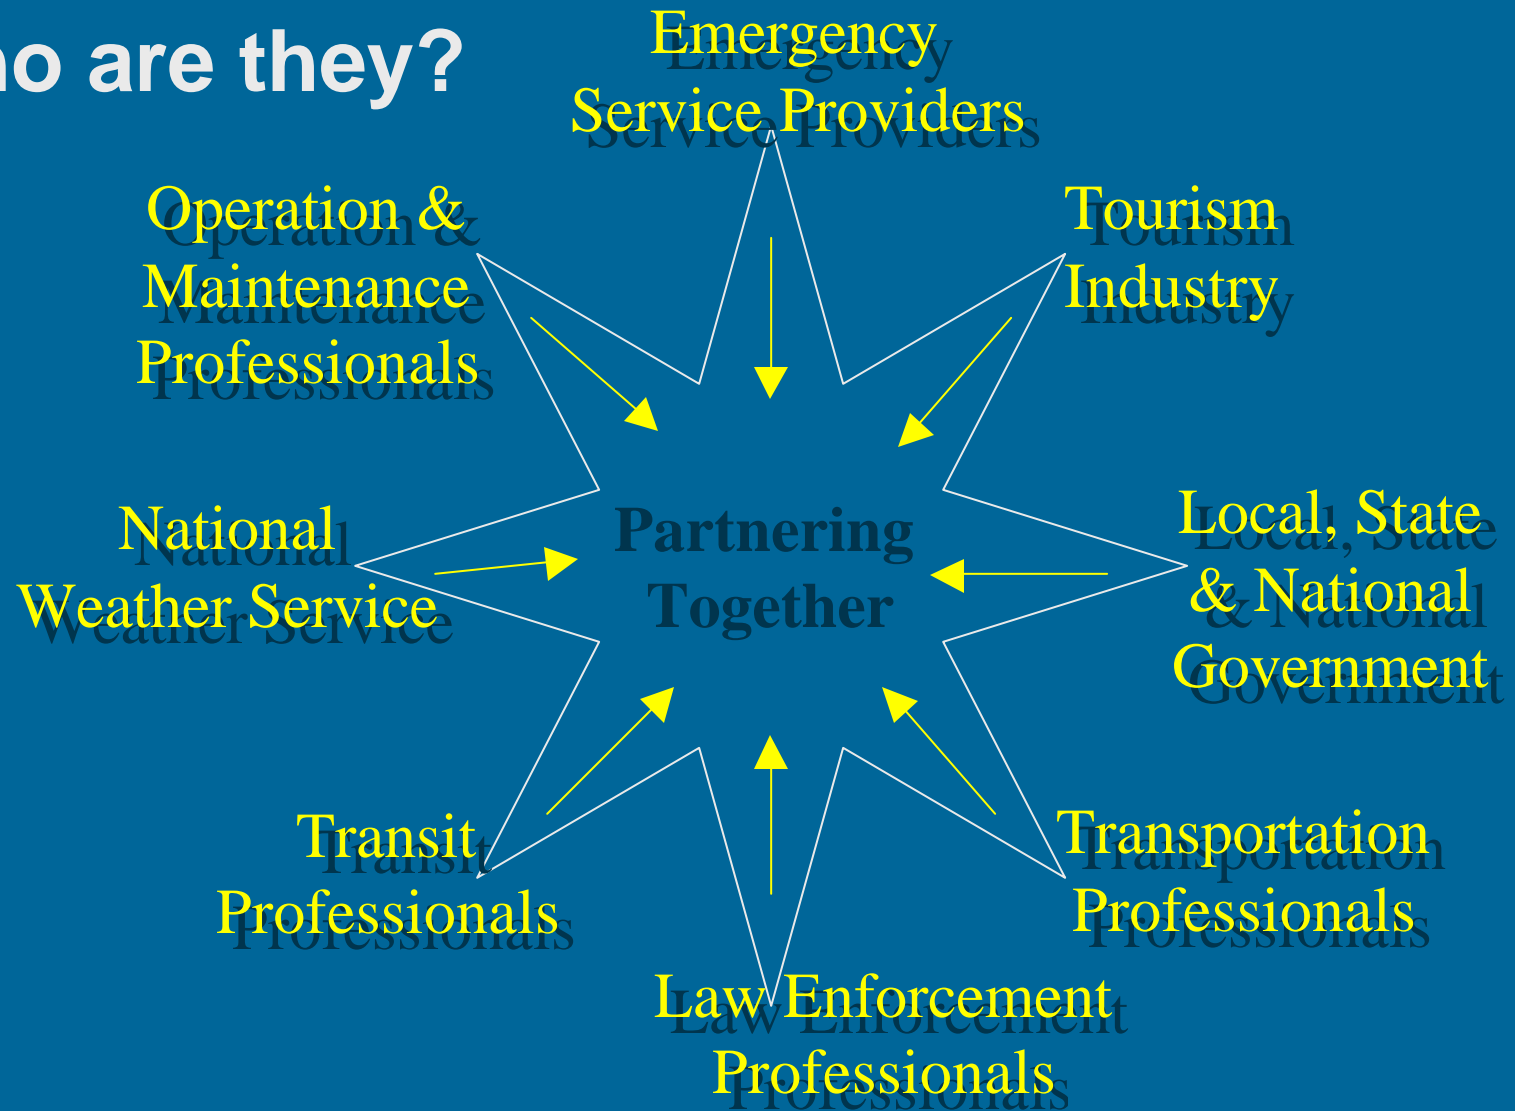 ho are they?
Emergency
Service Providers
Operation &
Maintenance
Professionals
Tourism
Industry
National
Weather Service
Partnering
Together
Local, State
& National
Government
Transit
Professionals
Transportation
Professionals
Law Enforcement
Professionals